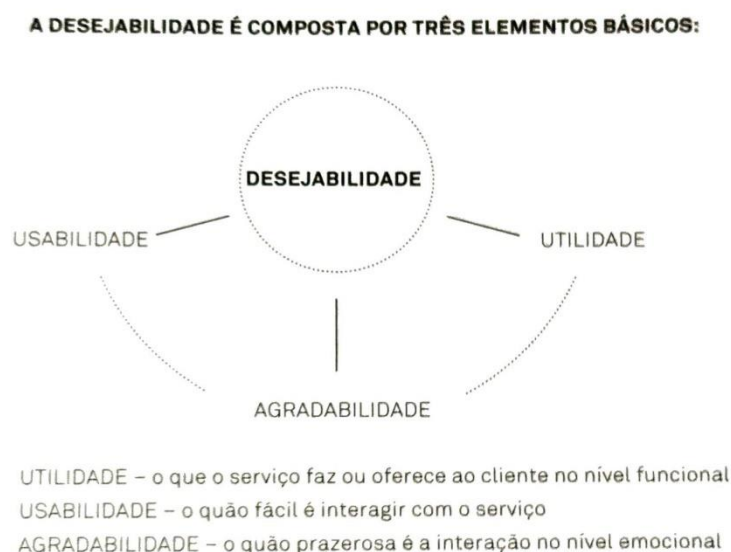 A DESEJABILIDADE É COMPOSTA POR TRÊS ELEMENTOS BÁSICOS:
DESEJABILIDADE
USABILIDADE
UTILIDADE
AGRADABILIDADE
UTILIDADE – o que o serviço faz ou oferece ao cliente no nível funcional
USABILIDADE – o quão fácil é interagir com o serviço
AGRADABILIDADE – o quão prazerosa é a interação no nível emocional